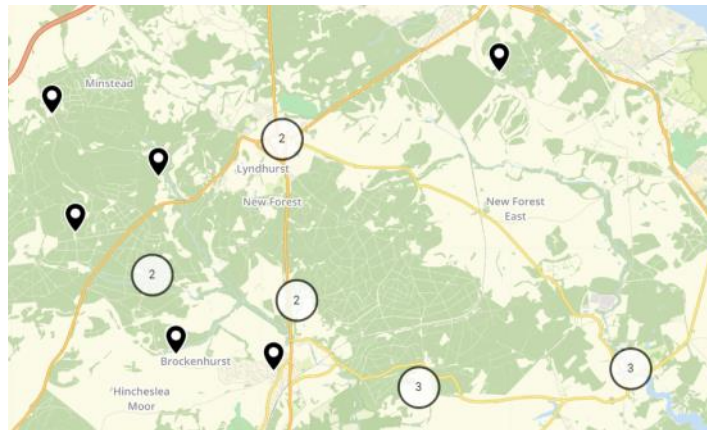 Minstead
2
Lyndhurst
New Forest
New Forest
East
2
2
Brockenhurst
3
3
Hincheslea
Moor